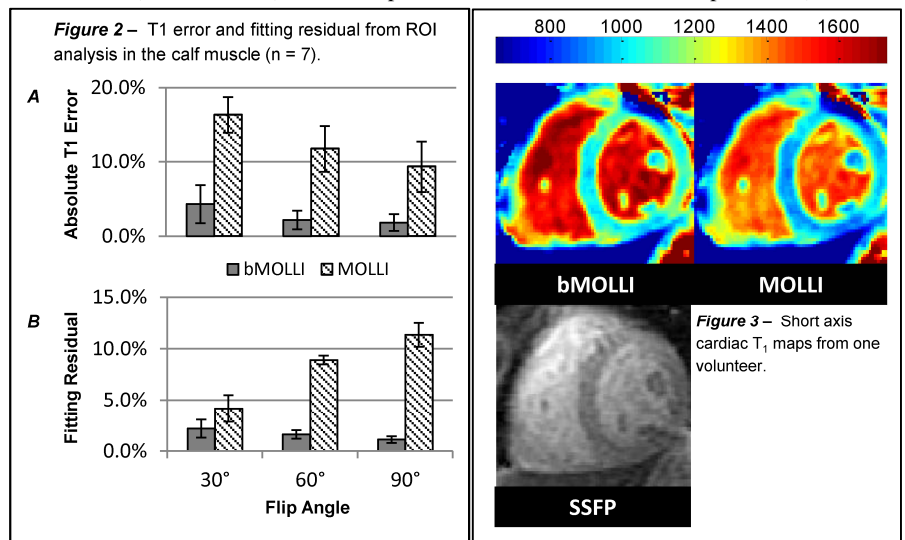 Figure 2 – T1 error and fitting residual from ROI
analysis in the calf muscle (n = 7).
A
20.0%
10.0%
0.0%
Absolute T1 Error
bMOLLI MOLLI
B
15.0%
10.0%
5.0%
0.0%
Fitting Residual
30° 60° 90°
Flip Angle
800 1000 1200 1400 1600
bMOLLI MOLLI
Figure 3 – Short axis
cardiac T1 maps from one
volunteer.
SSFP